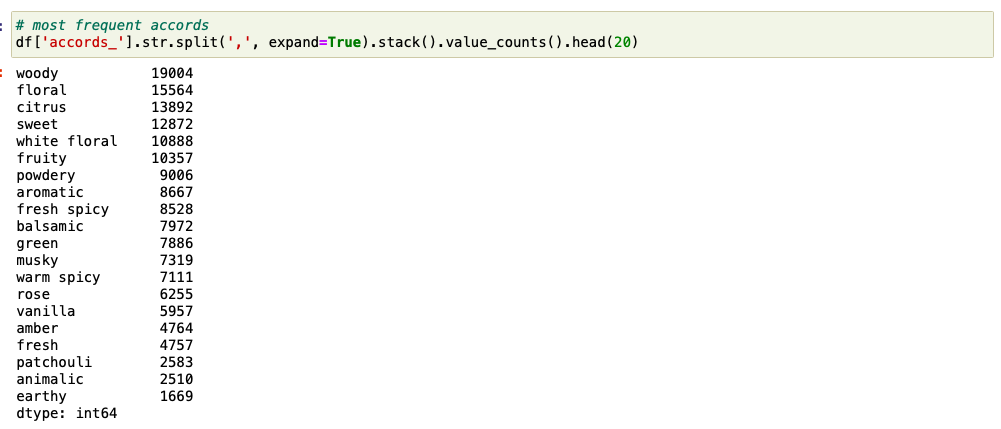 # most frequent accords
df['accords_'].str.split(',', expand=True).stack().value_counts().head(20)
woody 19004
floral 15564
citrus 13892
sweet 12872
white floral 10888
fruity 10357
powdery 9006
aromatic 8667
fresh spicy 8528
balsamic 7972
green 7886
musky 7319
warm spicy 7111
rose 6255
vanilla 5957
amber 4764
fresh 4757
patchouli 2583
animalic 2510
earthy 1669
dtype: int64